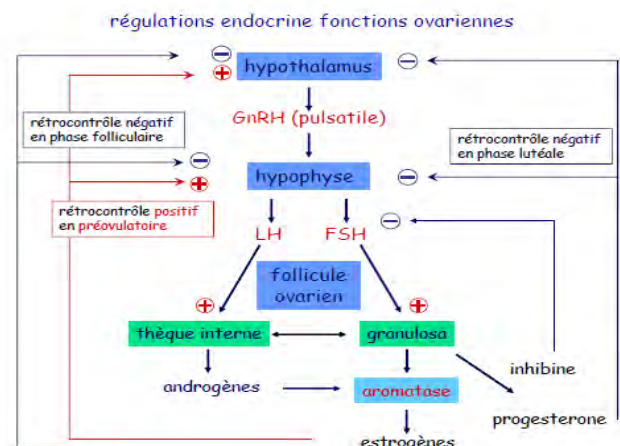 régulations endocrine fonctions ovariennes
hypothalamus
GnRH (pulsatile)
rétrocontrôle négatif
en phase folliculaire
rétrocontrôle négatif
en phase lutéale
hypophyse
rétrocontrôle positif
en préovulatoire
LH
FSH
follicule
ovarien
thèque interne
granulosa
inhibine
androgènes
aromatase
progesterone
estrogènes